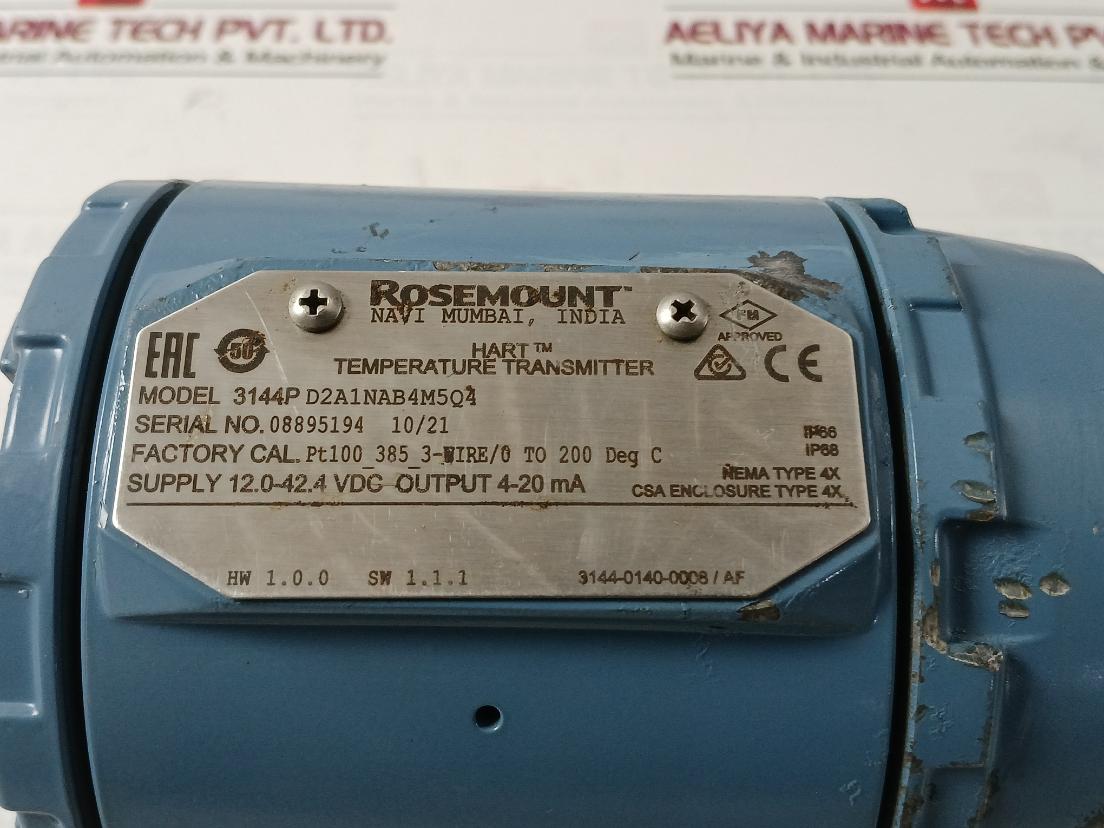 ARINE TECH PVT. LTD.
trial Automation & Machinery
AELIYA MARINE TECH PV
Marine & Industrial Automation &
ROSEMOUNT™
NAVI MUMBAI, INDIA
FM
APPROVED
EAC
50
HART™
TEMPERATURE TRANSMITTER
CE
MODEL 3144P D2A1NAB4M5Q4
SERIAL NO. 08895194 10/21
IP66
FACTORY CAL. Pt100_385_3-WIRE/0 TO 200 Deg C
IP68
NEMA TYPE 4X
SUPPLY 12.0-42.4 VDC OUTPUT 4-20 mA
CSA ENCLOSURE TYPE 4X
HW 1.0.0 SW 1.1.1
3144-0140-0008 / AF